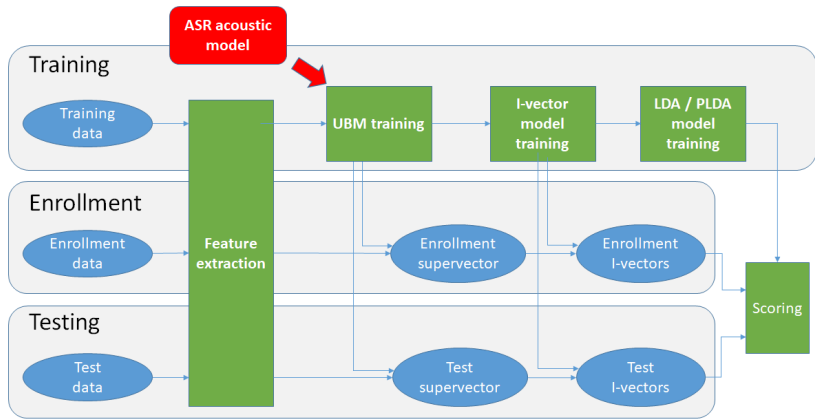 ASR acoustic
model
Training
Training
data
UBM training
I-vector
model
training
LDA / PLDA
model
training
Enrollment
Enrollment
data
Feature
extraction
Enrollment
supervector
Enrollment
I-vectors
Scoring
Testing
Test
data
Test
supervector
Test
I-vectors